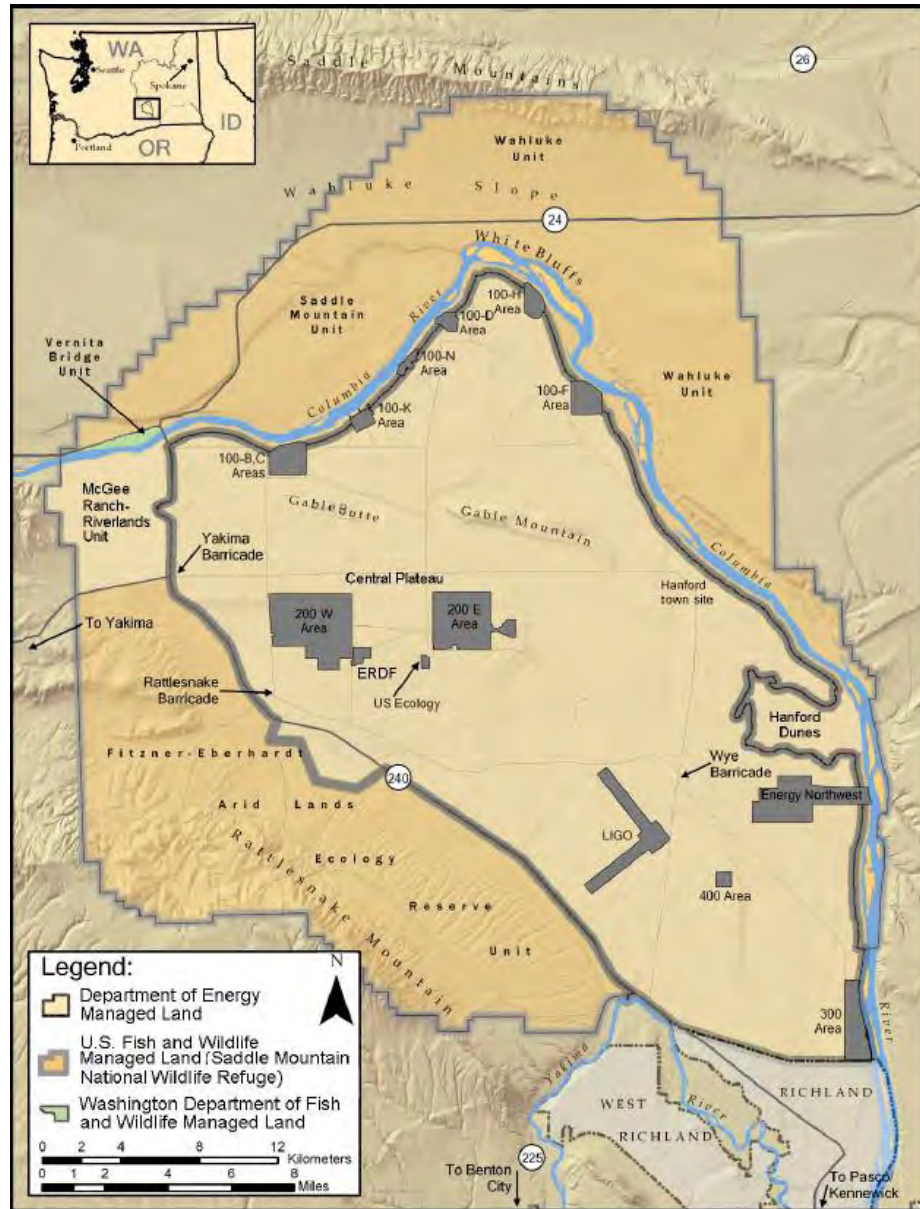 WA
Seattle
Spokane
ID
Portland
OR
Saddle Mountains
26
Wahluke
Unit
Wahluke Slope
24
White Bluffs
Saddle
Mountain
Unit
River
100-H
Area
100-D
Area
Vernita
Bridge
Unit
100-N
Area
Wahluke
Unit
Columbia
100-K
Area
100-F
Area
100-B,C
Areas
McGee
Ranch-
Riverlands
Unit
Gable Butte
Gable Mountain
Yakima
Barricade
Columbia
Central Plateau
Hanford
town site
To Yakima
200 W
Area
200 E
Area
ERDF
US Ecology
Rattlesnake
Barricade
Hanford
Dunes
Fitzner-Eberhardt
Arid Lands
Ecology
Reserve
Unit
240
Wye
Barricade
Energy Northwest
LIGO
400 Area
Rattlesnake Mountain
300
Area
River
Legend:
N
Department of Energy
Managed Land
U.S. Fish and Wildlife
Managed Land (Saddle Mountain
National Wildlife Refuge)
Washington Department of Fish
and Wildlife Managed Land
0 2 4 8 12
Kilometers
0 1 2 4 6 8
Miles
Yakima
River
WEST
RICHLAND
RICHLAND
225
To Benton
City
To Pasco/
Kennewick